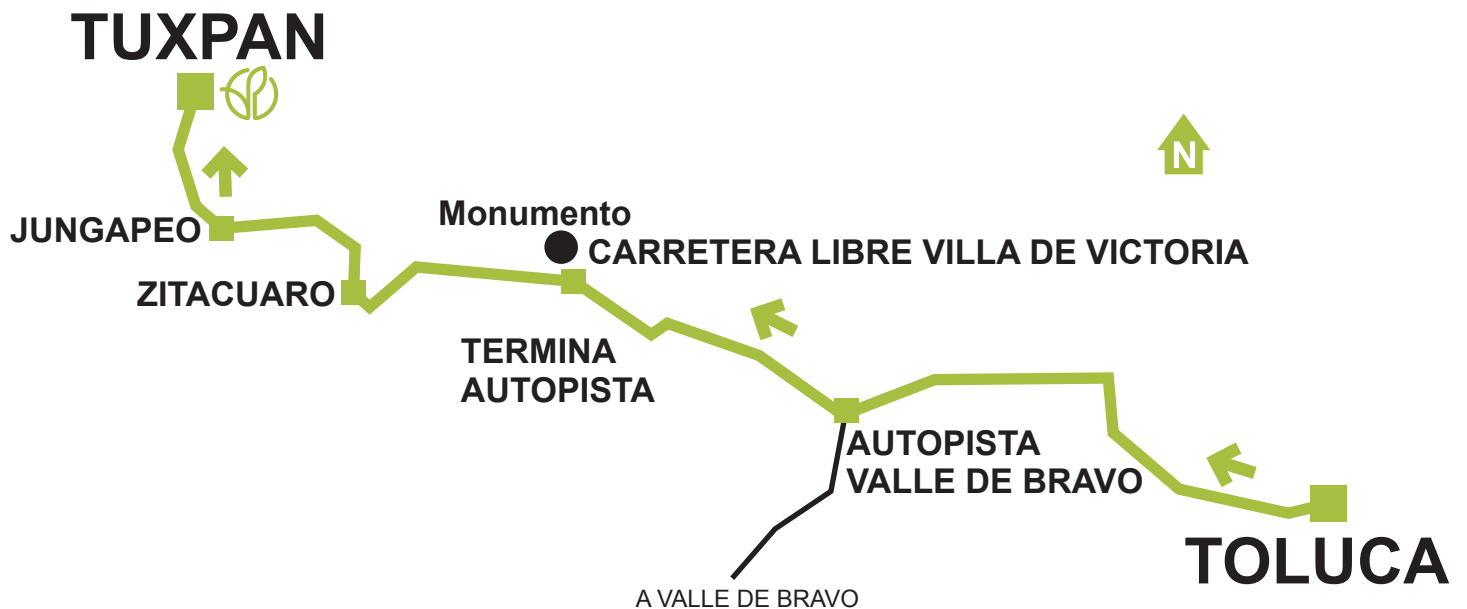 TUXPAN
N
Monumento
JUNGAPEO
CARRETERA LIBRE VILLA DE VICTORIA
ZITACUARO
TERMINA
AUTOPISTA
AUTOPISTA
VALLE DE BRAVO
TOLUCA
A VALLE DE BRAVO